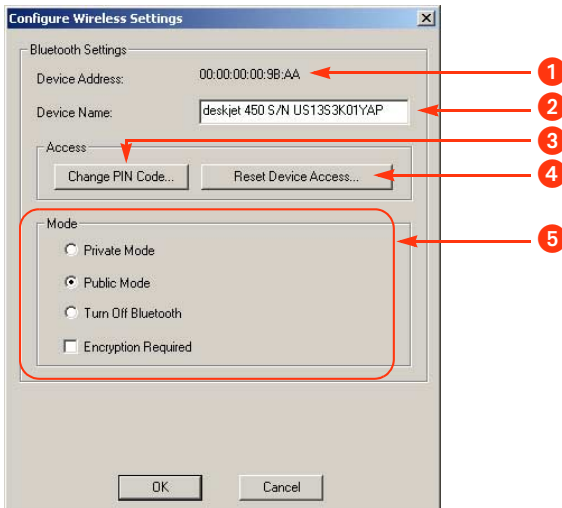 Configure Wireless Settings
Bluetooth Settings
Device Address: 00:00:00:00:9B:AA
1
Device Name: deskjet 450 S/N US13S3K01YAP
2
Access
3
Change PIN Code... Reset Device Access...
4
Mode
5
Private Mode
Public Mode
Turn Off Bluetooth
Encryption Required
OK Cancel